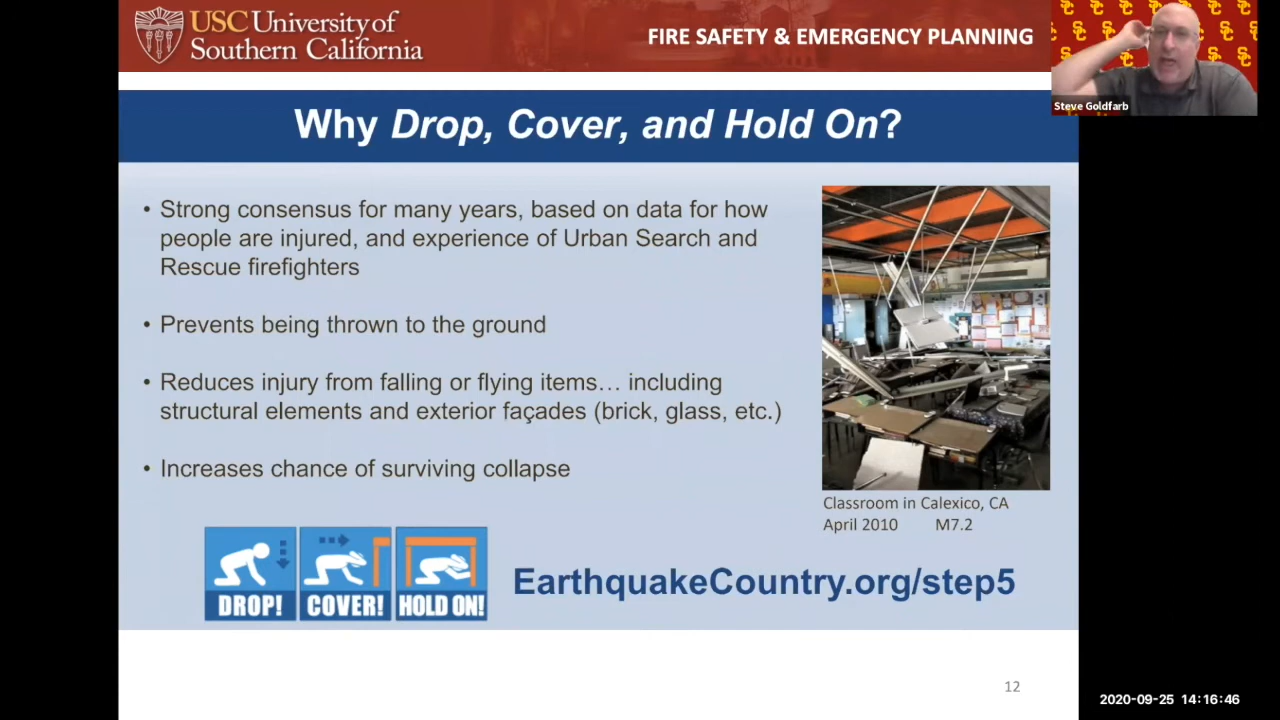 USC University of
Southern California
FIRE SAFETY & EMERGENCY PLANNING
Steve Goldfarb
Why Drop, Cover, and Hold On?
• Strong consensus for many years, based on data for how
people are injured, and experience of Urban Search and
Rescue firefighters
• Prevents being thrown to the ground
• Reduces injury from falling or flying items… including
structural elements and exterior façades (brick, glass, etc.)
• Increases chance of surviving collapse
Classroom in Calexico, CA
April 2010 M7.2
DROP! COVER! HOLD ON!
EarthquakeCountry.org/step5
12
2020-09-25 14:16:46